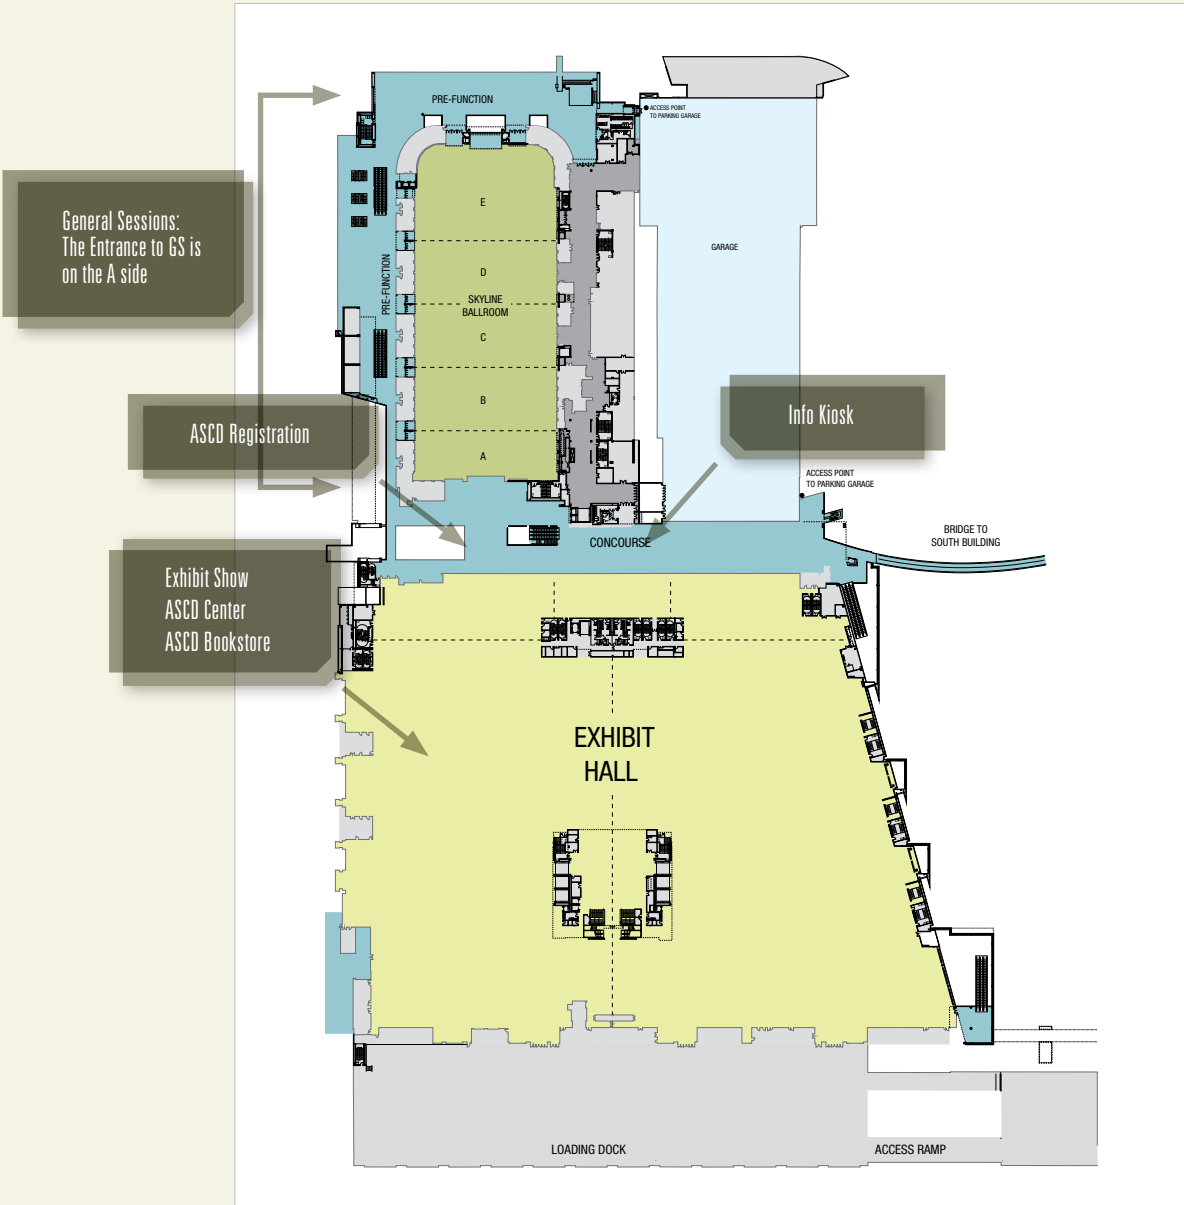 PRE-FUNCTION
ACCESS POINT
TO PARKING GARAGE
General Sessions:
The Entrance to GS is
on the A side
E
GARAGE
D
PRE-FUNCTION
SKYLINE
BALLROOM
C
B
ASCD Registration
Info Kiosk
A
ACCESS POINT
TO PARKING GARAGE
CONCOURSE
BRIDGE TO
SOUTH BUILDING
Exhibit Show
ASCD Center
ASCD Bookstore
EXHIBIT
HALL
LOADING DOCK
ACCESS RAMP